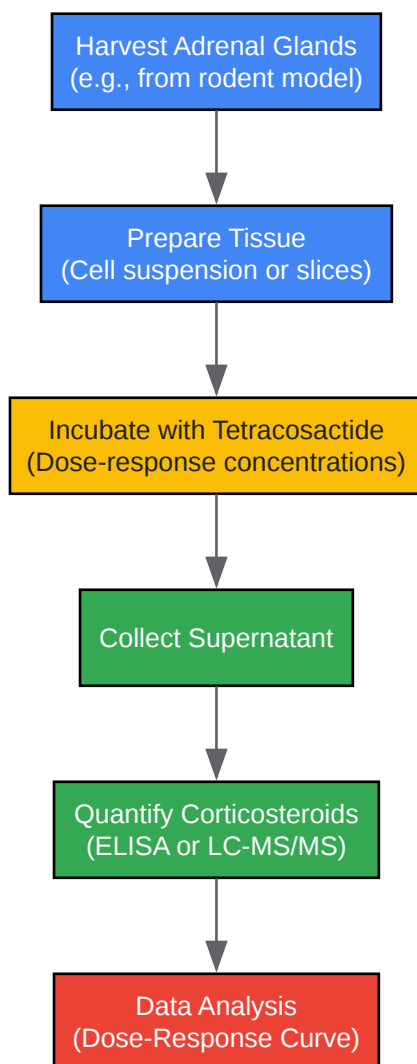 Harvest Adrenal Glands
(e.g., from rodent model)
Prepare Tissue
(Cell suspension or slices)
Incubate with Tetracosactide
(Dose-response concentrations)
Collect Supernatant
Quantify Corticosteroids
(ELISA or LC-MS/MS)
Data Analysis
(Dose-Response Curve)